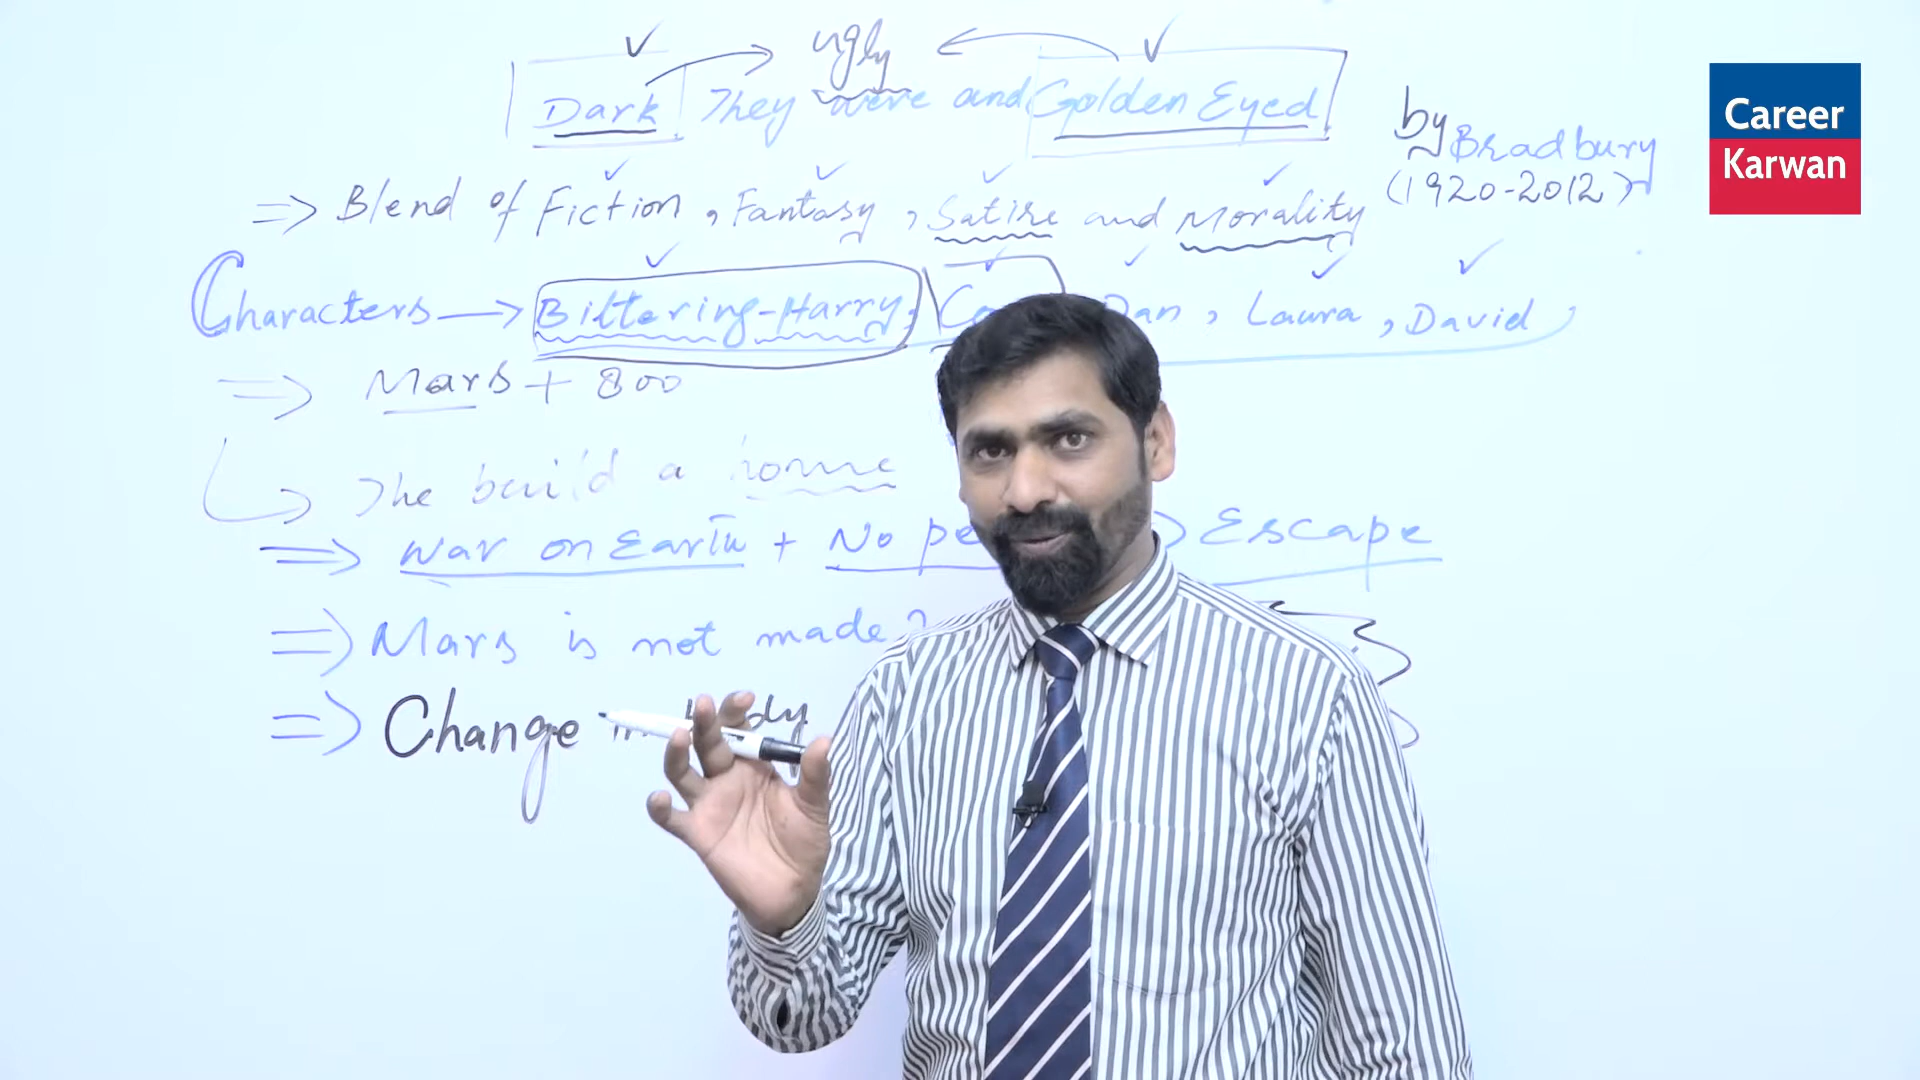 ugly
Dark They were and Golden Eyed
by Bradbury
(1920-2012)
⇒ Blend of Fiction, Fantasy, Satire and Morality
Characters → Bittering-Harry, Dan, Laura, David,
⇒ Mars + 800
The build a home
⇒ War on Earth + No Escape
⇒ Mars is not made
⇒ Change in body
Career
Karwan